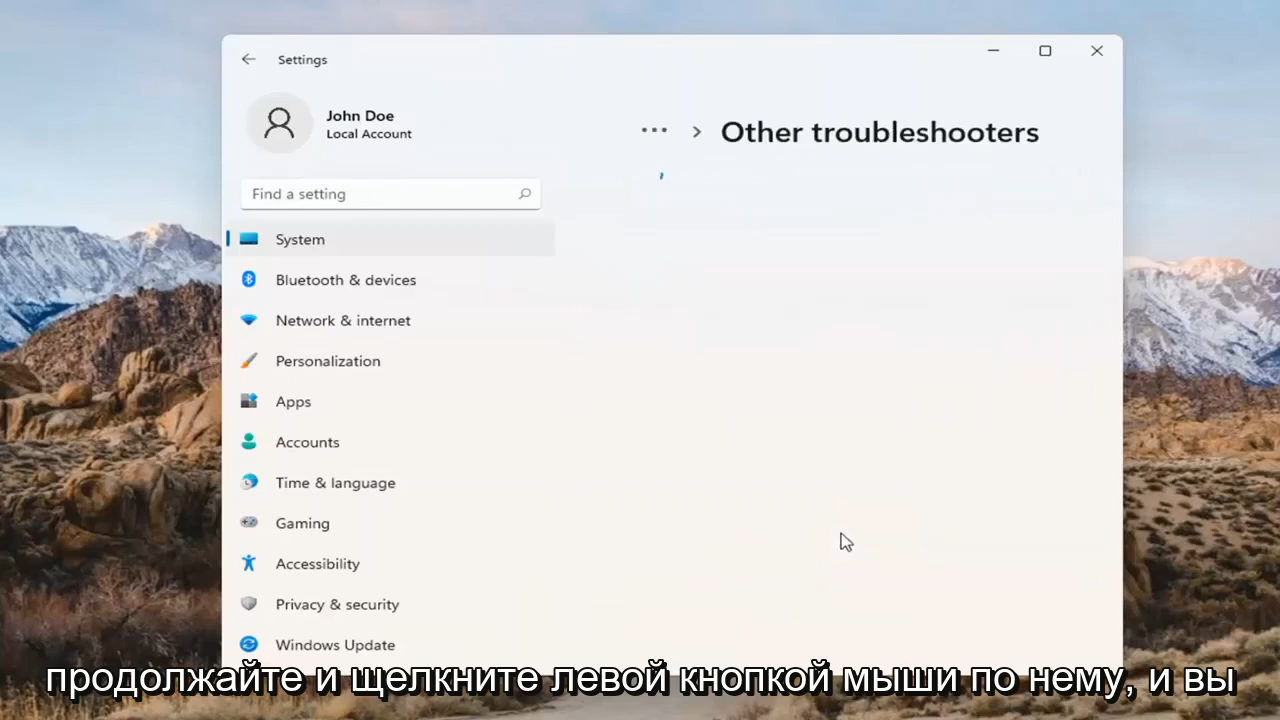 Settings
John Doe
Local Account
... > Other troubleshooters
Find a setting
System
Bluetooth & devices
Network & internet
Personalization
Apps
Accounts
Time & language
Gaming
Accessibility
Privacy & security
Windows Update
продолжайте и щелкните левой кнопкой мыши по нему, и вы